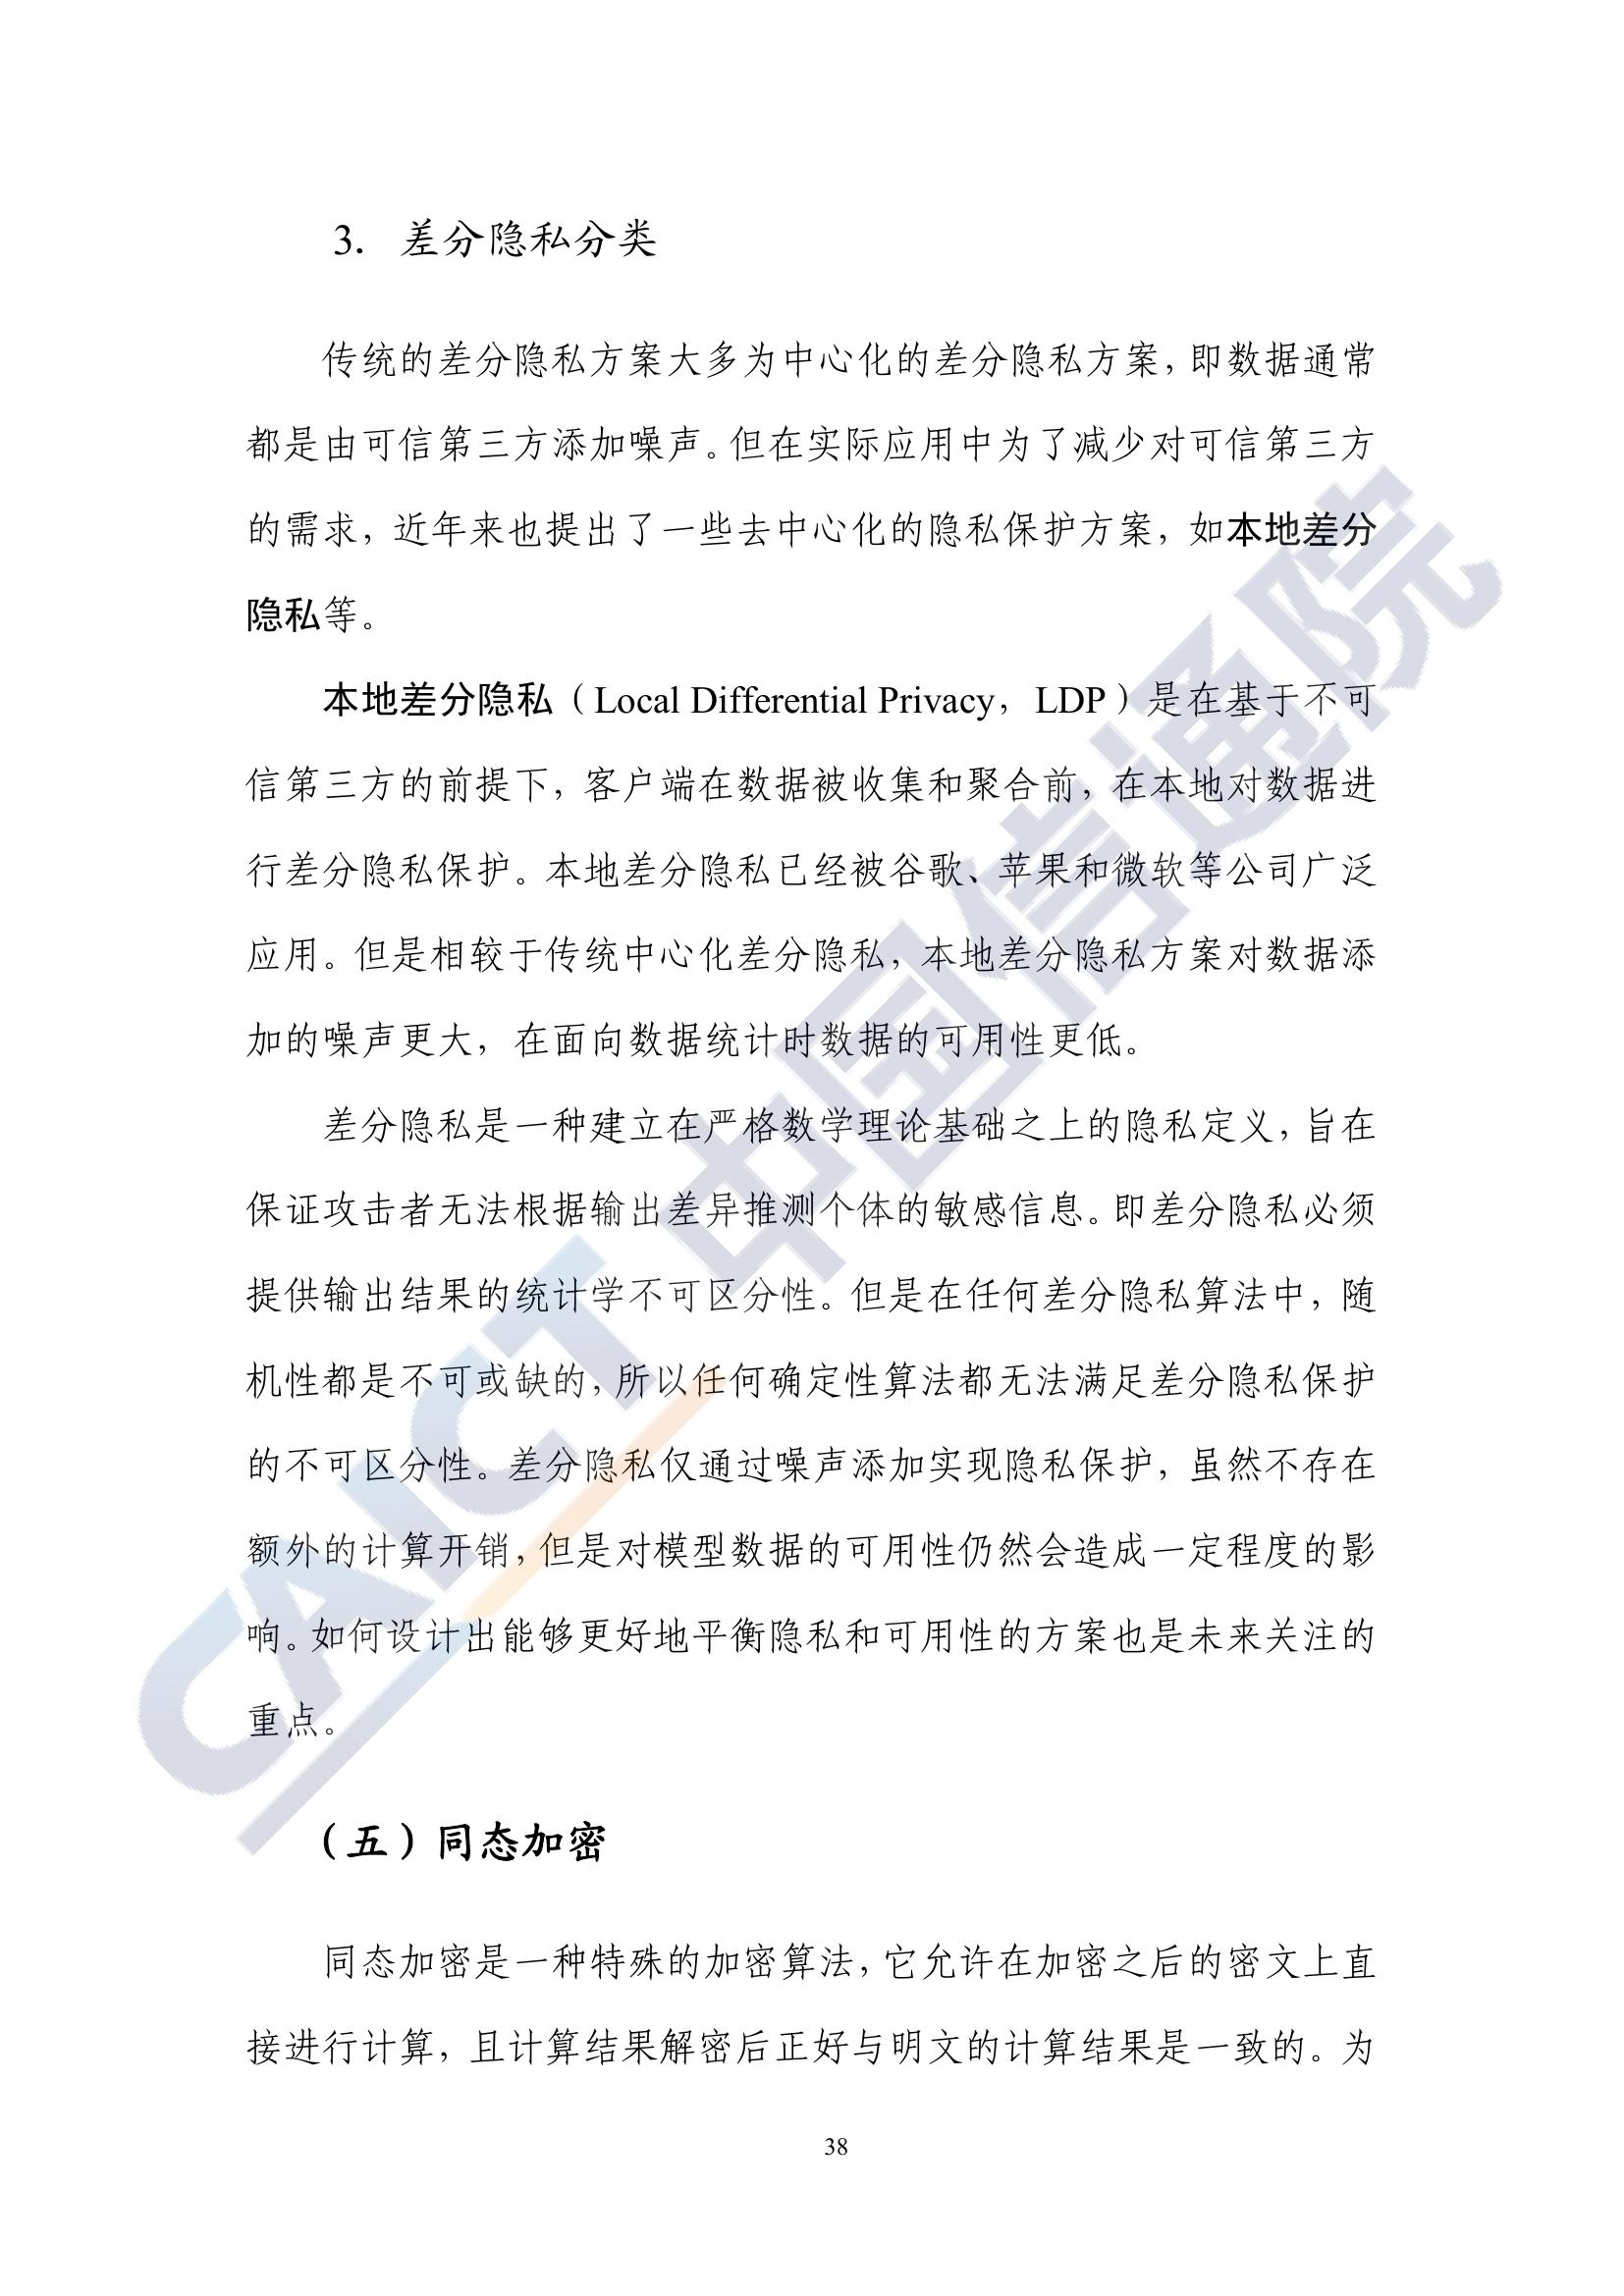 3. 差分隐私分类
传统的差分隐私方案大多为中心化的差分隐私方案，即数据通常
都是由可信第三方添加噪声。但在实际应用中为了减少对可信第三方
的需求，近年来也提出了一些去中心化的隐私保护方案，如本地差分
隐私等。
本地差分隐私（Local Differential Privacy，LDP）是在基于不可
信第三方的前提下，客户端在数据被收集和聚合前，在本地对数据进
行差分隐私保护。本地差分隐私已经被谷歌、苹果和微软等公司广泛
应用。但是相较于传统中心化差分隐私，本地差分隐私方案对数据添
加的噪声更大，在面向数据统计时数据的可用性更低。
差分隐私是一种建立在严格数学理论基础之上的隐私定义，旨在
保证攻击者无法根据输出差异推测个体的敏感信息。即差分隐私必须
提供输出结果的统计学不可区分性。但是在任何差分隐私算法中，随
机性都是不可或缺的，所以任何确定性算法都无法满足差分隐私保护
的不可区分性。差分隐私仅通过噪声添加实现隐私保护，虽然不存在
额外的计算开销，但是对模型数据的可用性仍然会造成一定程度的影
响。如何设计出能够更好地平衡隐私和可用性的方案也是未来关注的
重点。
（五）同态加密
同态加密是一种特殊的加密算法，它允许在加密之后的密文上直
接进行计算，且计算结果解密后正好与明文的计算结果是一致的。为
38
CAICT 中国信通院